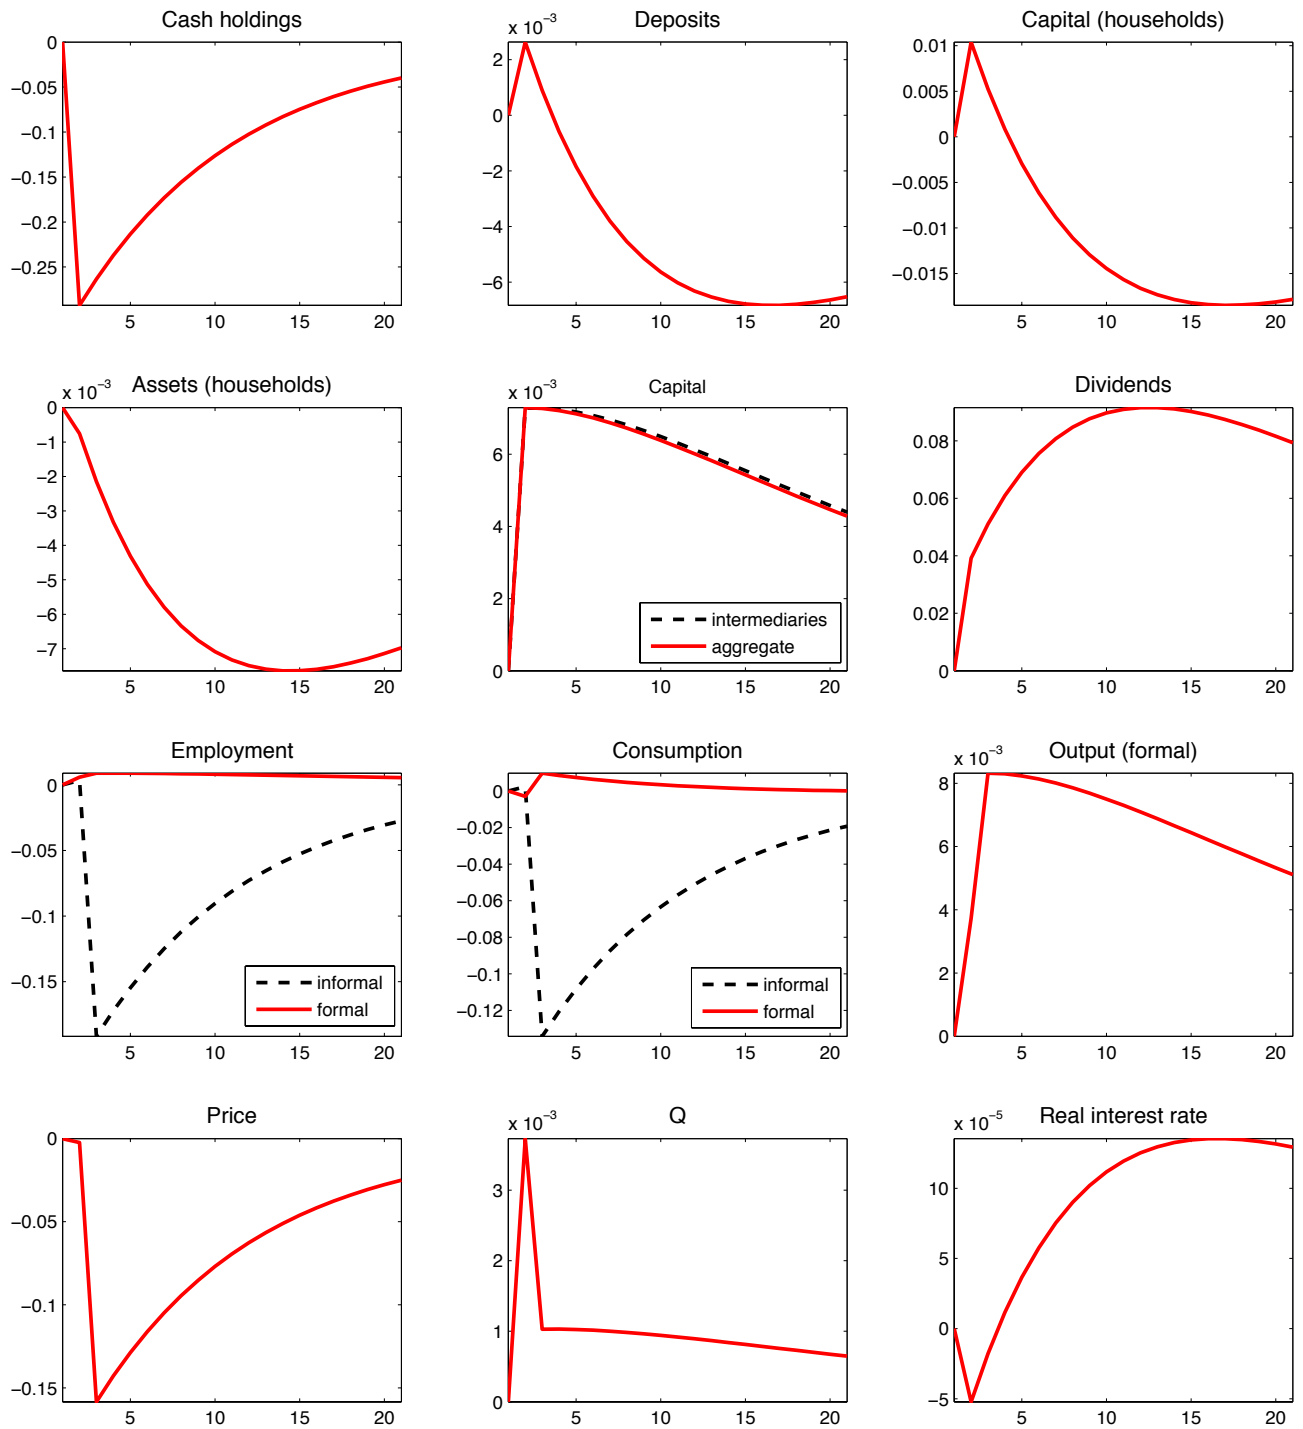 Cash holdings
0
−0.05
−0.1
−0.15
−0.2
−0.25
5 10 15 20
Deposits
x 10−3
2
0
−2
−4
−6
5 10 15 20
Capital (households)
0.01
0.005
0
−0.005
−0.01
−0.015
5 10 15 20
Assets (households)
x 10−3
0
−1
−2
−3
−4
−5
−6
−7
5 10 15 20
Capital
x 10−3
6
4
2
0
intermediaries
aggregate
5 10 15 20
Dividends
0.08
0.06
0.04
0.02
0
5 10 15 20
Employment
0
−0.05
−0.1
−0.15
informal
formal
5 10 15 20
Consumption
0
−0.02
−0.04
−0.06
−0.08
−0.1
−0.12
informal
formal
5 10 15 20
Output (formal)
x 10−3
8
6
4
2
0
5 10 15 20
Price
0
−0.05
−0.1
−0.15
5 10 15 20
Q
x 10−3
3
2
1
0
5 10 15 20
Real interest rate
x 10−5
10
5
0
−5
5 10 15 20